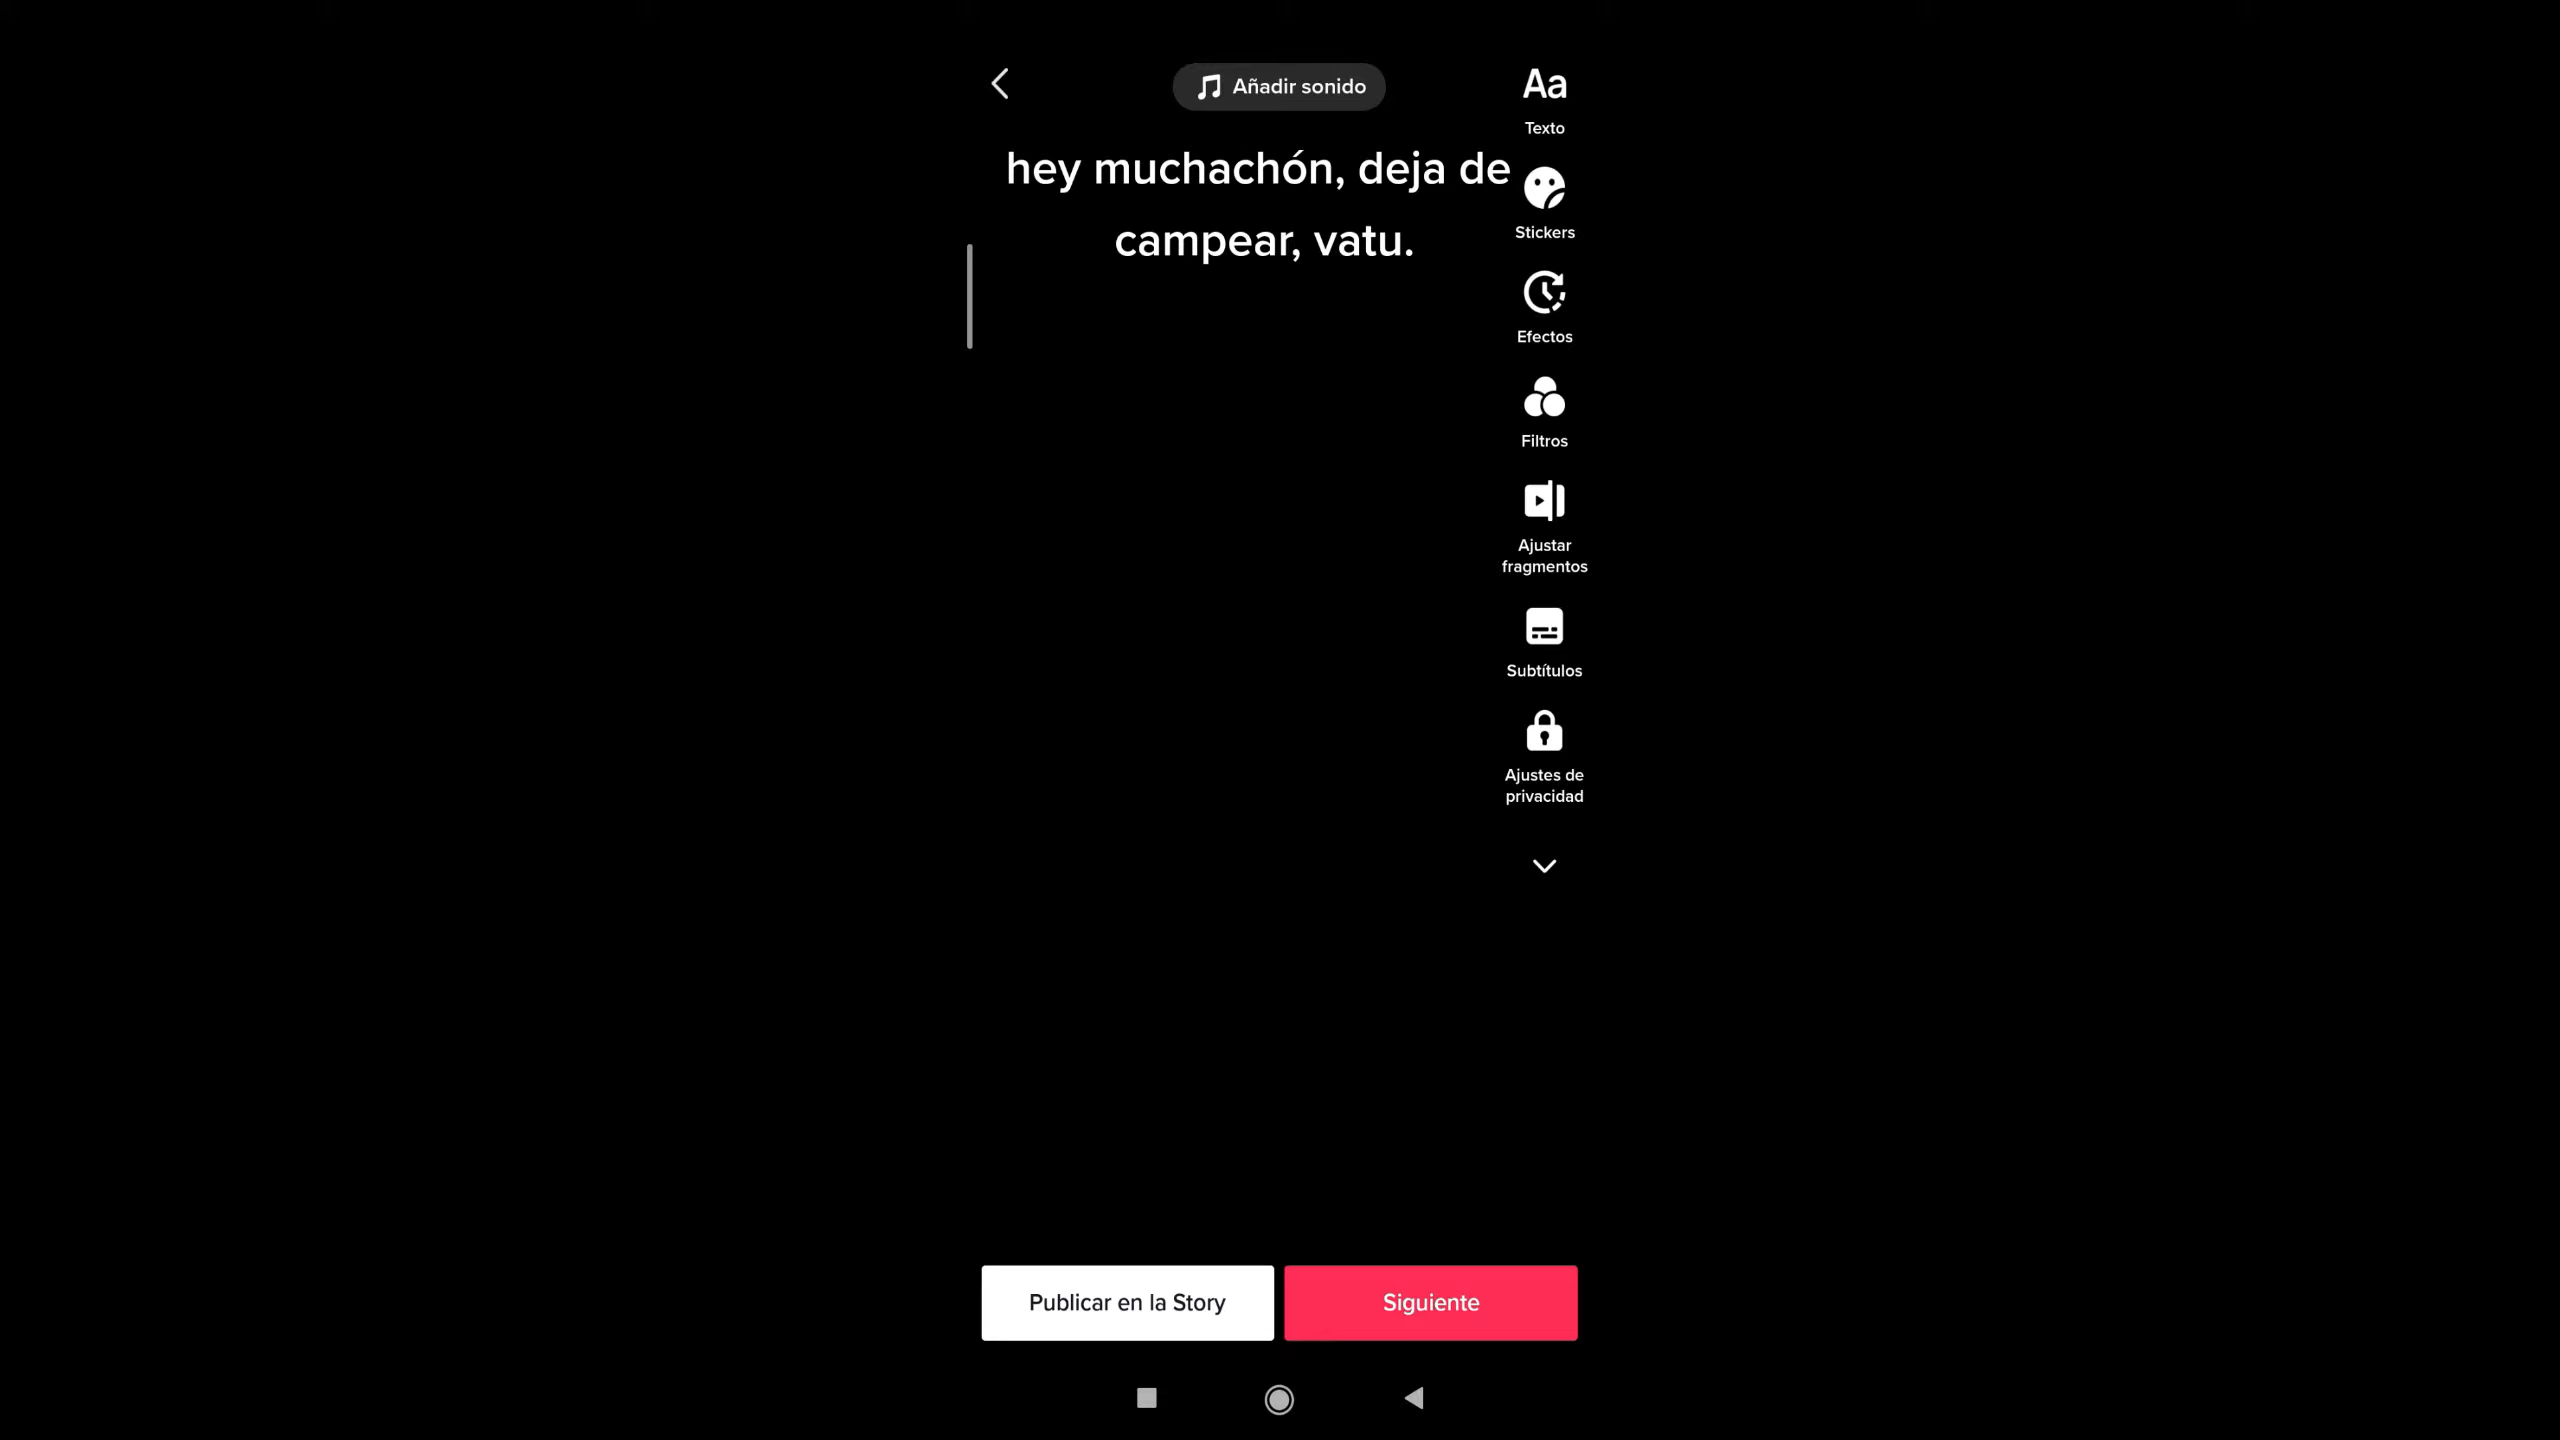 Añadir sonido
Aa
Texto
hey muchachón, deja de
campear, vatu.
Stickers
Efectos
Filtros
Ajustar
fragmentos
Subtítulos
Ajustes de
privacidad
Publicar en la Story
Siguiente